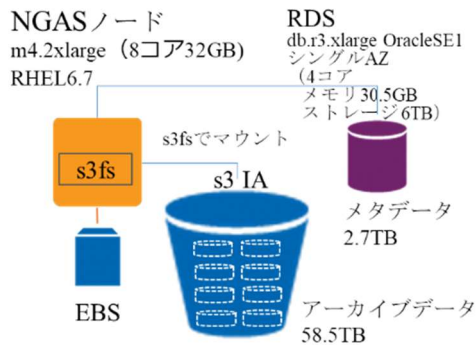 NGASノード
m4.2xlarge（8コア32GB)
RHEL6.7
RDS
db.r3.xlarge OracleSE1
シングルAZ
（4コア
メモリ30.5GB
ストレージ6TB）
s3fsでマウント
s3fs
s3 IA
メタデータ
2.7TB
EBS
アーカイブデータ
58.5TB